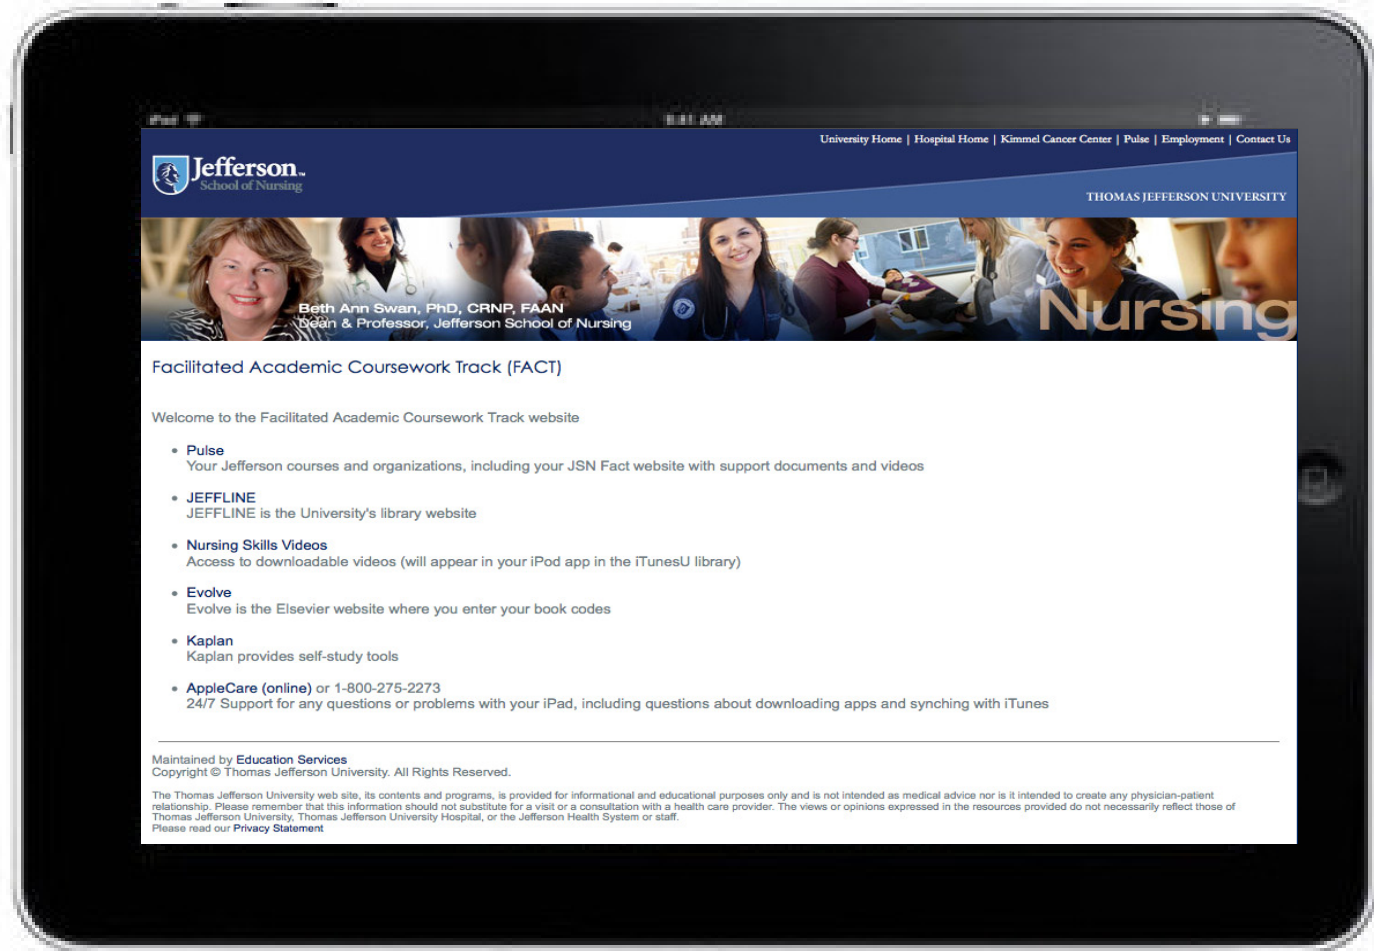 iPad
9:41 AM
University Home | Hospital Home | Kimmel Cancer Center | Pulse | Employment | Contact Us
Jefferson™
School of Nursing
THOMAS JEFFERSON UNIVERSITY
Beth Ann Swan, PhD, CRNP, FAAN
Dean & Professor, Jefferson School of Nursing
Nursing
Facilitated Academic Coursework Track (FACT)
Welcome to the Facilitated Academic Coursework Track website
• Pulse
Your Jefferson courses and organizations, including your JSN Fact website with support documents and videos
• JEFFLINE
JEFFLINE is the University's library website
• Nursing Skills Videos
Access to downloadable videos (will appear in your iPod app in the iTunesU library)
• Evolve
Evolve is the Elsevier website where you enter your book codes
• Kaplan
Kaplan provides self-study tools
• AppleCare (online) or 1-800-275-2273
24/7 Support for any questions or problems with your iPad, including questions about downloading apps and synching with iTunes
Maintained by Education Services
Copyright © Thomas Jefferson University. All Rights Reserved.
The Thomas Jefferson University web site, its contents and programs, is provided for informational and educational purposes only and is not intended as medical advice nor is it intended to create any physician-patient
relationship. Please remember that this information should not substitute for a visit or a consultation with a health care provider. The views or opinions expressed in the resources provided do not necessarily reflect those of
Thomas Jefferson University, Thomas Jefferson University Hospital, or the Jefferson Health System or staff.
Please read our Privacy Statement